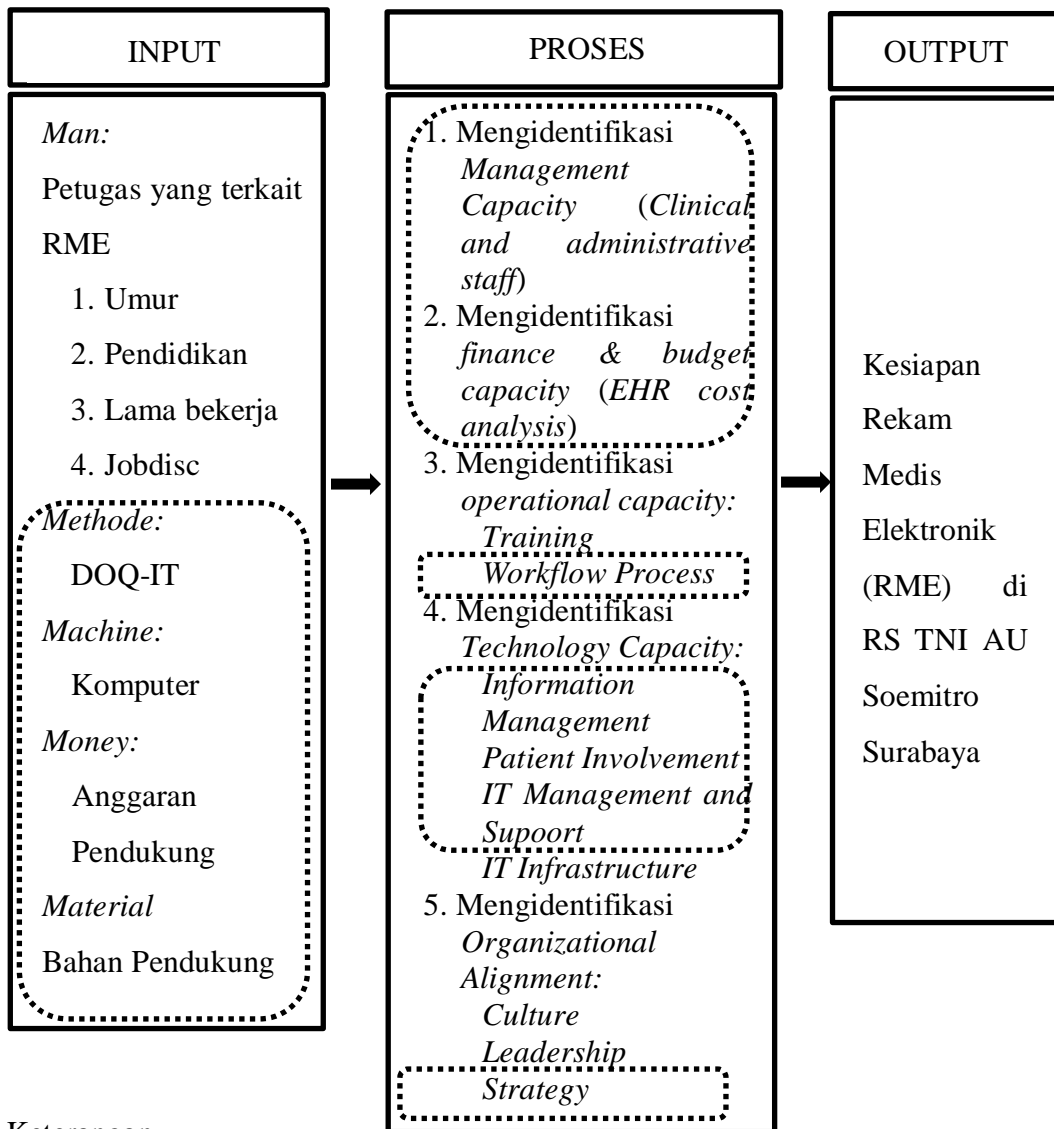 INPUT
Man:
Petugas yang terkait
RME
1. Umur
2. Pendidikan
3. Lama bekerja
4. Jobdisc
Methode:
DOQ-IT
Machine:
Komputer
Money:
Anggaran
Pendukung
Material
Bahan Pendukung
PROSES
1. Mengidentifikasi
Management
Capacity (Clinical
and administrative
staff)
2. Mengidentifikasi
finance & budget
capacity (EHR cost
analysis)
3. Mengidentifikasi
operational capacity:
Training
Workflow Process
4. Mengidentifikasi
Technology Capacity:
Information
Management
Patient Involvement
IT Management and
Supoort
IT Infrastructure
5. Mengidentifikasi
Organizational
Alignment:
Culture
Leadership
Strategy
OUTPUT
Kesiapan
Rekam
Medis
Elektronik
(RME) di
RS TNI AU
Soemitro
Surabaya